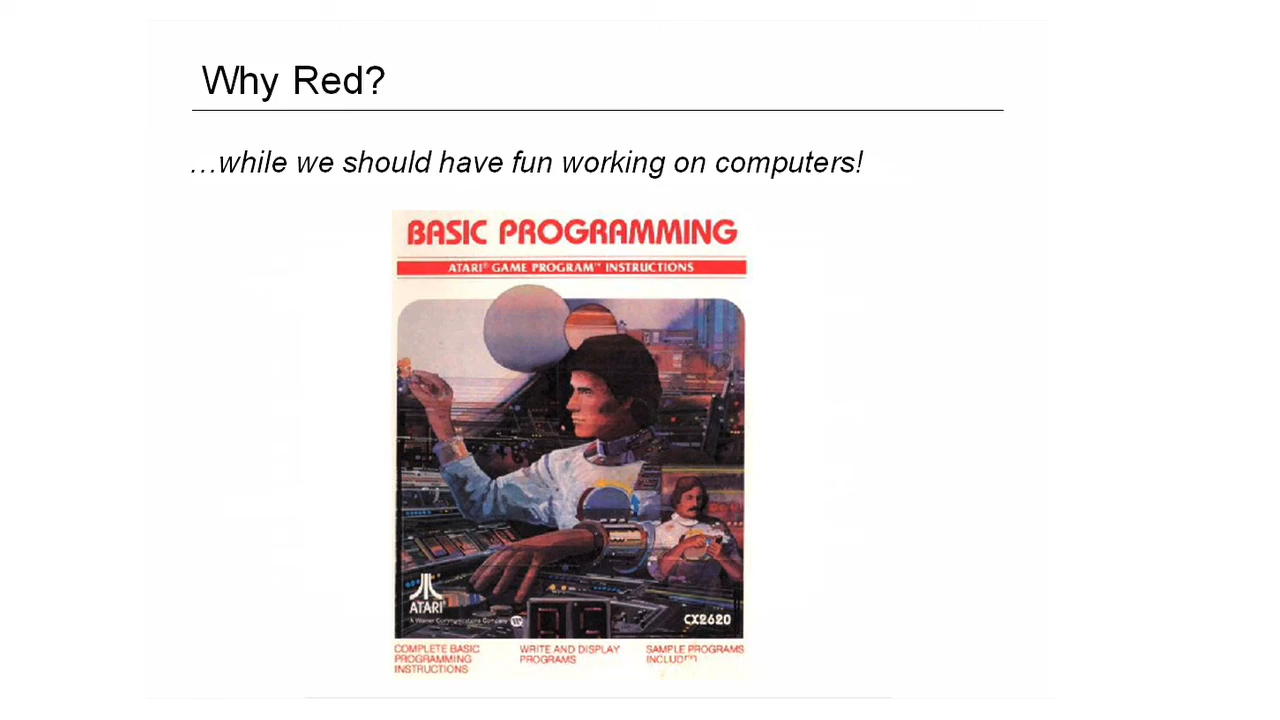 Why Red?
…while we should have fun working on computers!
BASIC PROGRAMMING
ATARI® GAME PROGRAM™ INSTRUCTIONS
ATARI®
A Warner Communications Company
CX2620
COMPLETE BASIC
PROGRAMMING
INSTRUCTIONS
WRITE AND DISPLAY
PROGRAMS
SAMPLE PROGRAMS
INCLUDED